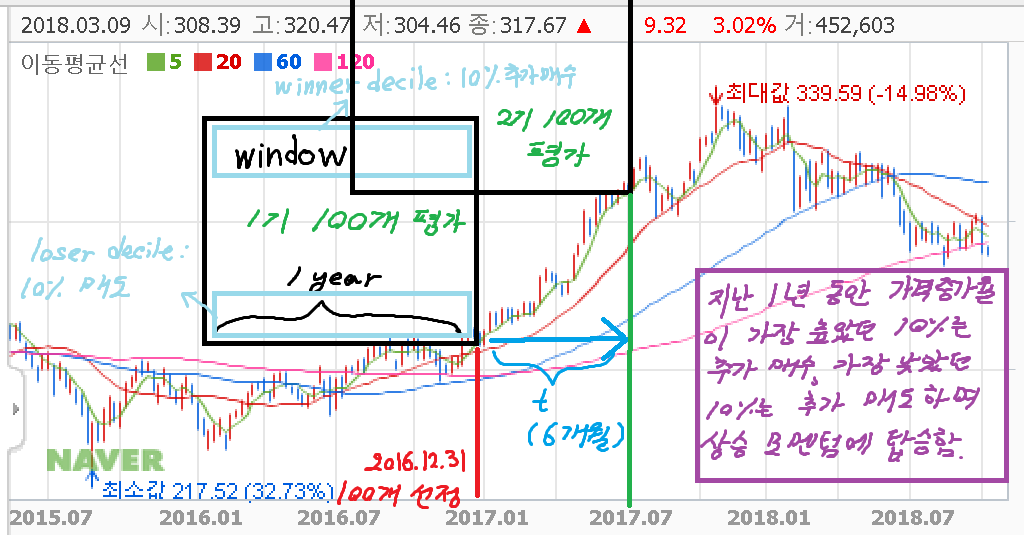 2018.03.09 시:308.39 고:320.47 저:304.46 종:317.67 ▲ 9.32 3.02% 거:452,603
이동평균선 5 20 60 120
winner decile : 10% 추가매수
최대값 339.59 (-14.98%)
2기 100개
평가
window
1기 100개 평가
loser decile :
10% 매도
1 year
지난 1년 동안 가격증가율
이 가장 높았던 10%는
추가 매수, 가장 낮았던
10%는 추가 매도하며
상승 모멘텀에 탑승함.
t
(6개월)
NAVER
2016.12.31
100개 선정
최소값 217.52 (32.73%)
2015.07 2016.01 2016.07 2017.01 2017.07 2018.01 2018.07